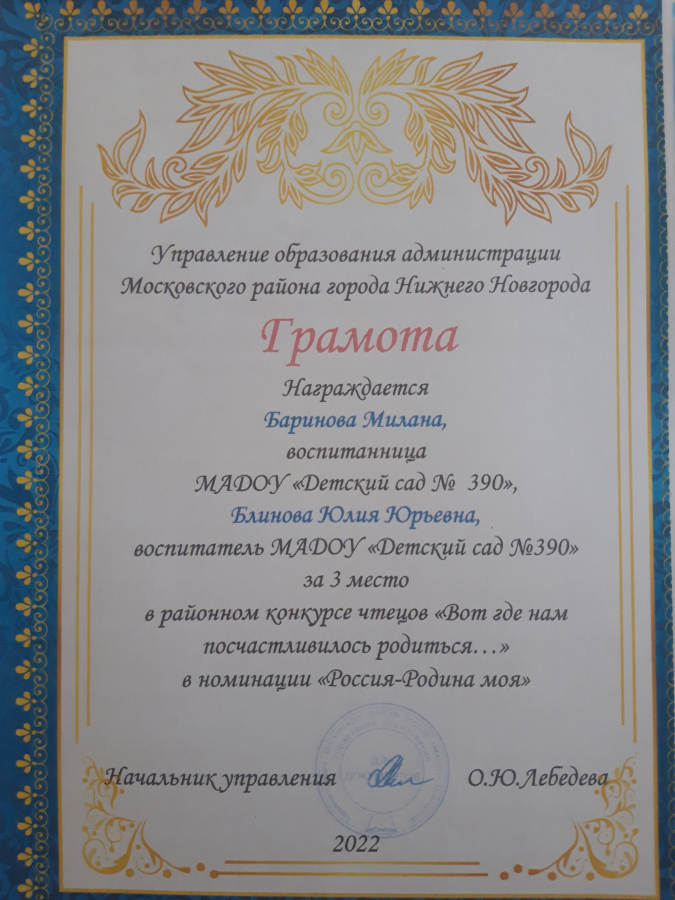 Управление образования администрации
Московского района города Нижнего Новгорода
Грамота
Награждается
Баринова Милана,
воспитанница
МАДОУ «Детский сад № 390»,
Блинова Юлия Юрьевна,
воспитатель МАДОУ «Детский сад №390»
за 3 место
в районном конкурсе чтецов «Вот где нам
посчастливилось родиться...»
в номинации «Россия-Родина моя»
Начальник управления О.Ю.Лебедева
2022